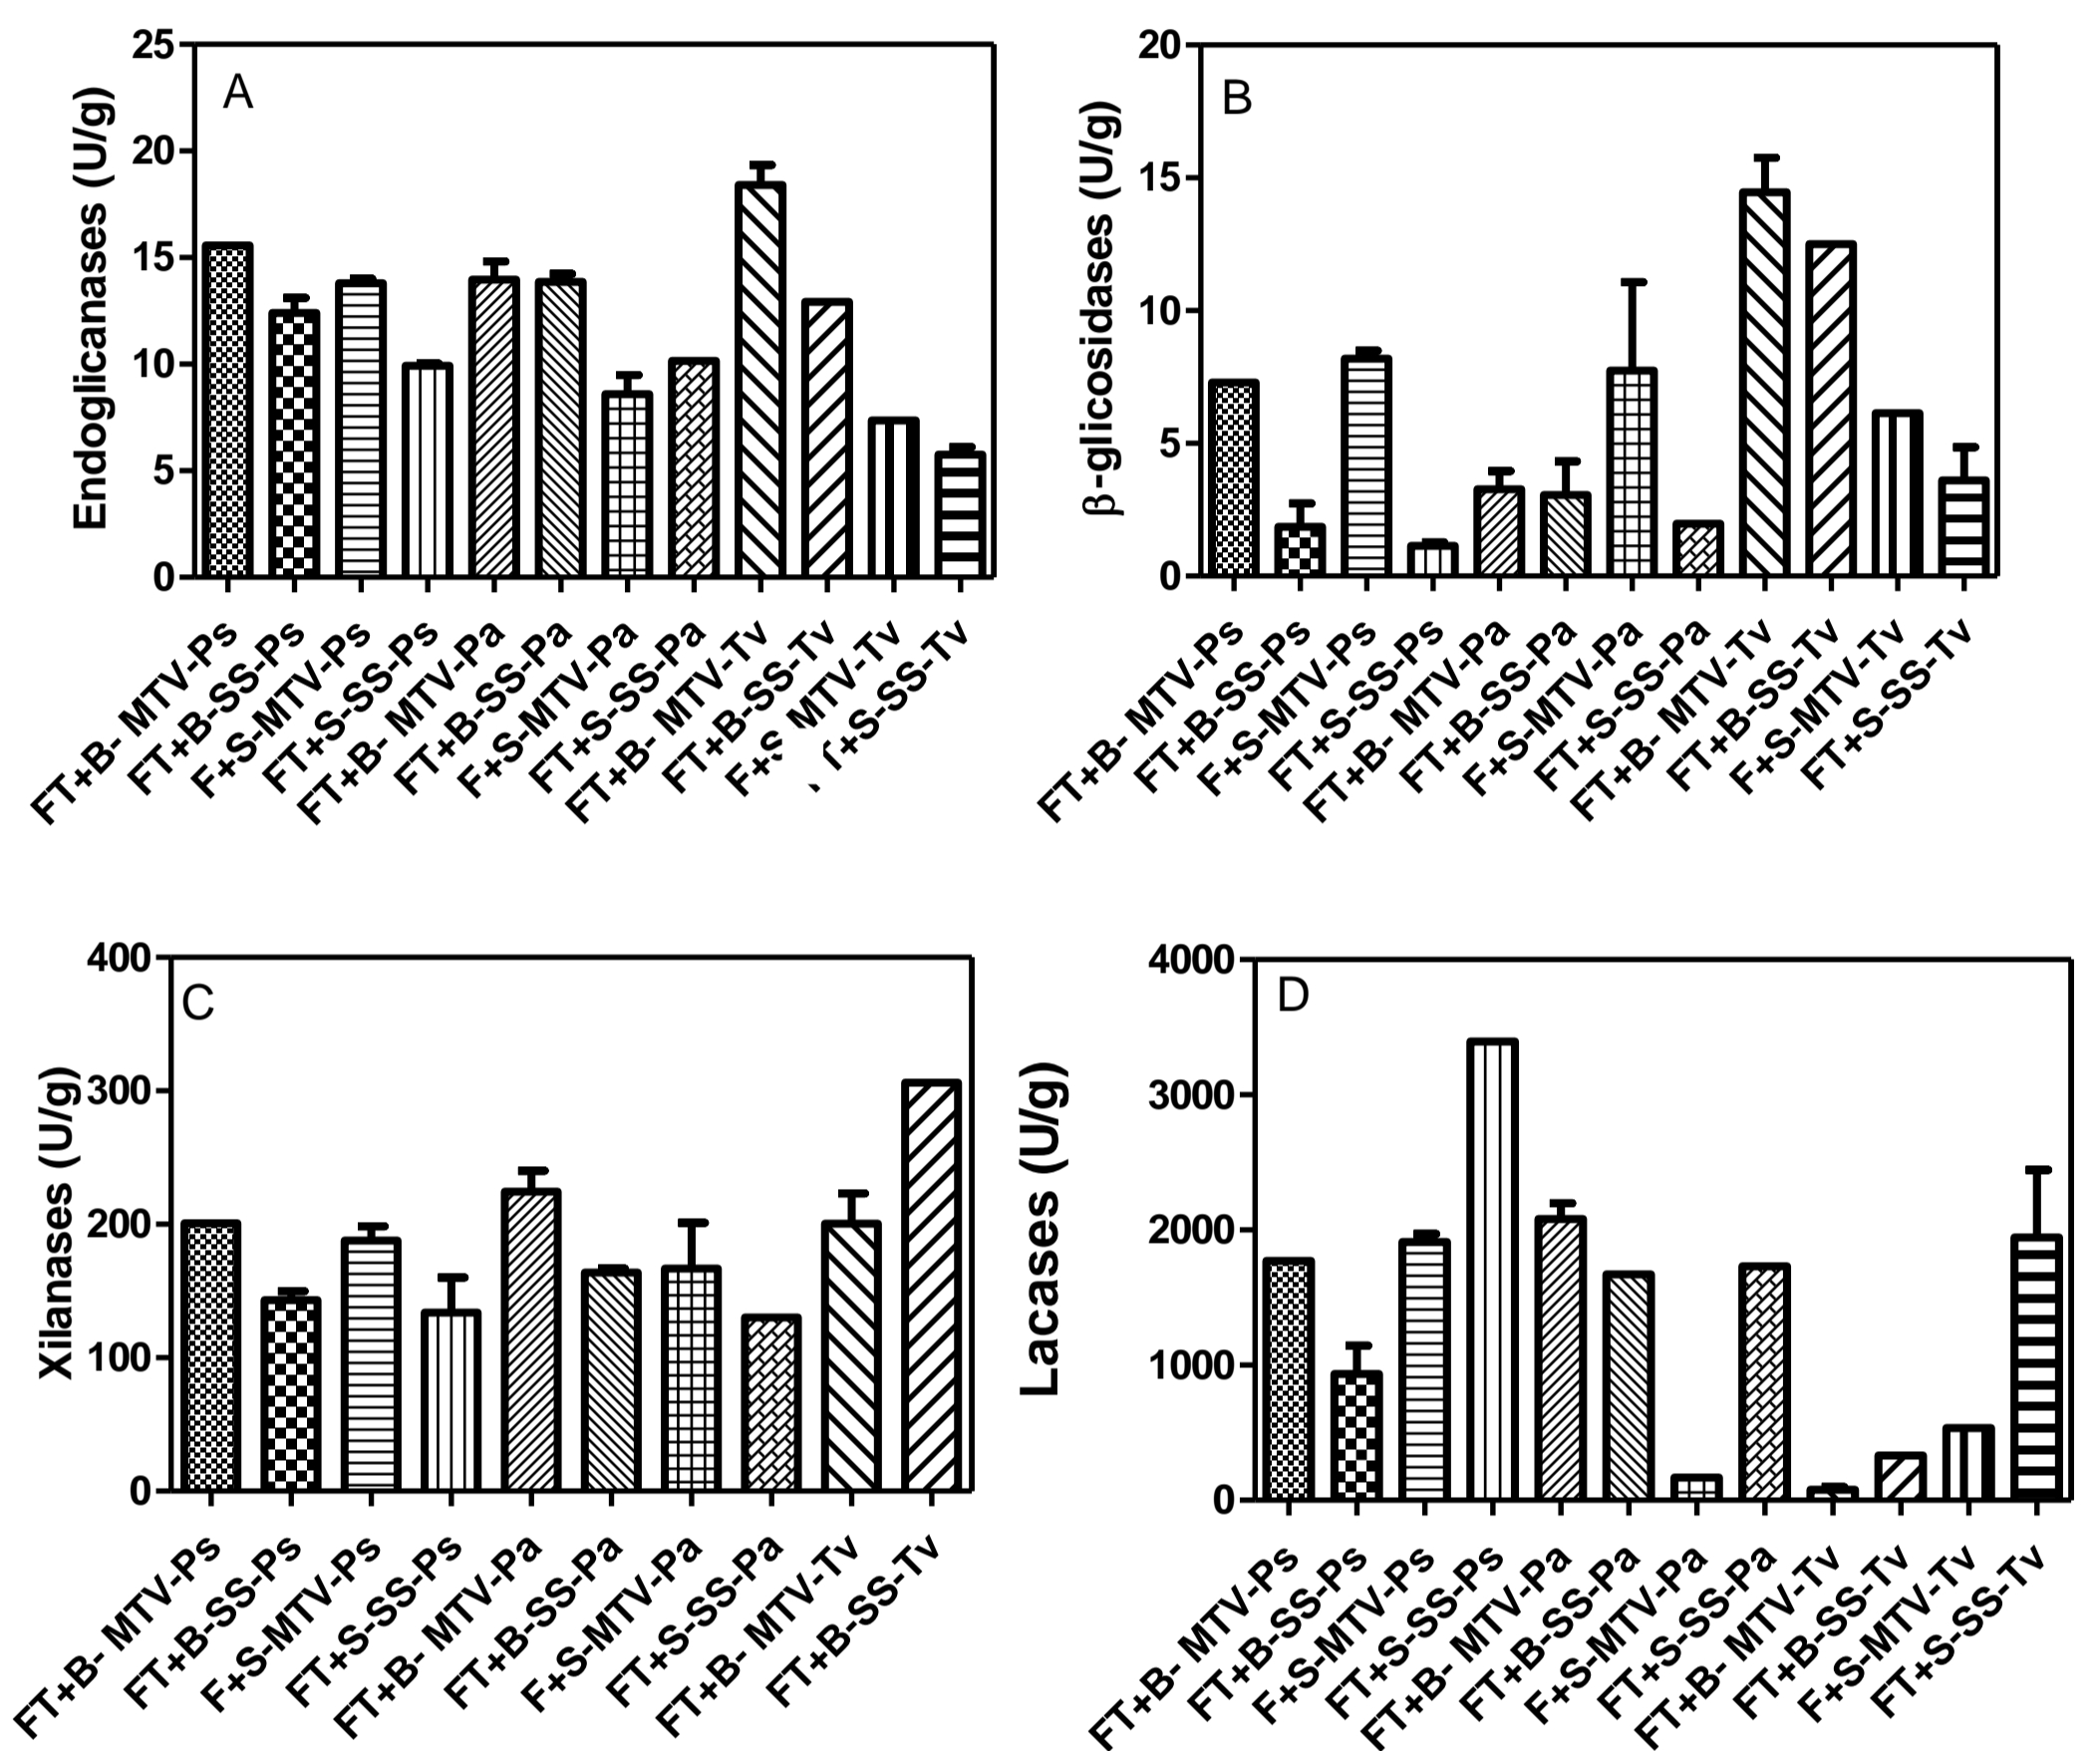 A
Endoglicanases (U/g)
25
20
15
10
5
0
FT+B- MTV-Ps
FT+B-SS-Ps
F+S-MTV-Ps
FT+S-SS-Ps
FT+B- MTV-Pa
FT+B-SS-Pa
F+S-MTV-Pa
FT+S-SS-Pa
FT+B- MTV-Tv
FT+B-SS-Tv
F+S MTV-Tv
+S-SS-Tv
B
β-glicosidases (U/g)
20
15
10
5
0
FT+B- MTV-Ps
FT+B-SS-Ps
F+S-MTV-Ps
FT+S-SS-Ps
FT+B- MTV-Pa
FT+B-SS-Pa
F+S-MTV-Pa
FT+S-SS-Pa
FT+B- MTV-Tv
FT+B-SS-Tv
F+S-MTV-Tv
FT+S-SS-Tv
C
Xilanases (U/g)
400
300
200
100
0
FT+B- MTV-Ps
FT+B-SS-Ps
F+S-MTV-Ps
FT+S-SS-Ps
FT+B- MTV-Pa
FT+B-SS-Pa
F+S-MTV-Pa
FT+S-SS-Pa
FT+B- MTV-Tv
FT+B-SS-Tv
D
Lacases (U/g)
4000
3000
2000
1000
0
FT+B- MTV-Ps
FT+B-SS-Ps
F+S-MTV-Ps
FT+S-SS-Ps
FT+B- MTV-Pa
FT+B-SS-Pa
F+S-MTV-Pa
FT+S-SS-Pa
FT+B- MTV-Tv
FT+B-SS-Tv
F+S-MTV-Tv
FT+S-SS-Tv